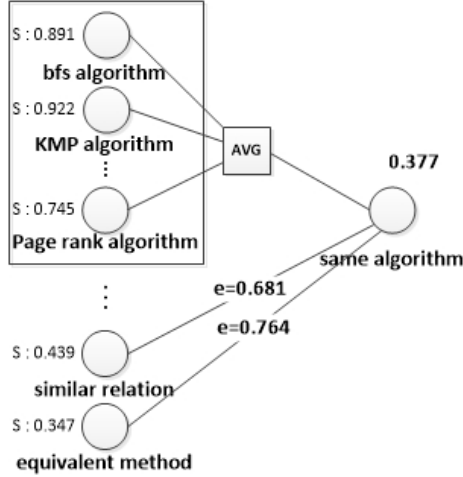 S : 0.891
bfs algorithm
S : 0.922
KMP algorithm
...
S : 0.745
Page rank algorithm
AVG
0.377
same algorithm
...
e=0.681
e=0.764
S : 0.439
similar relation
S : 0.347
equivalent method